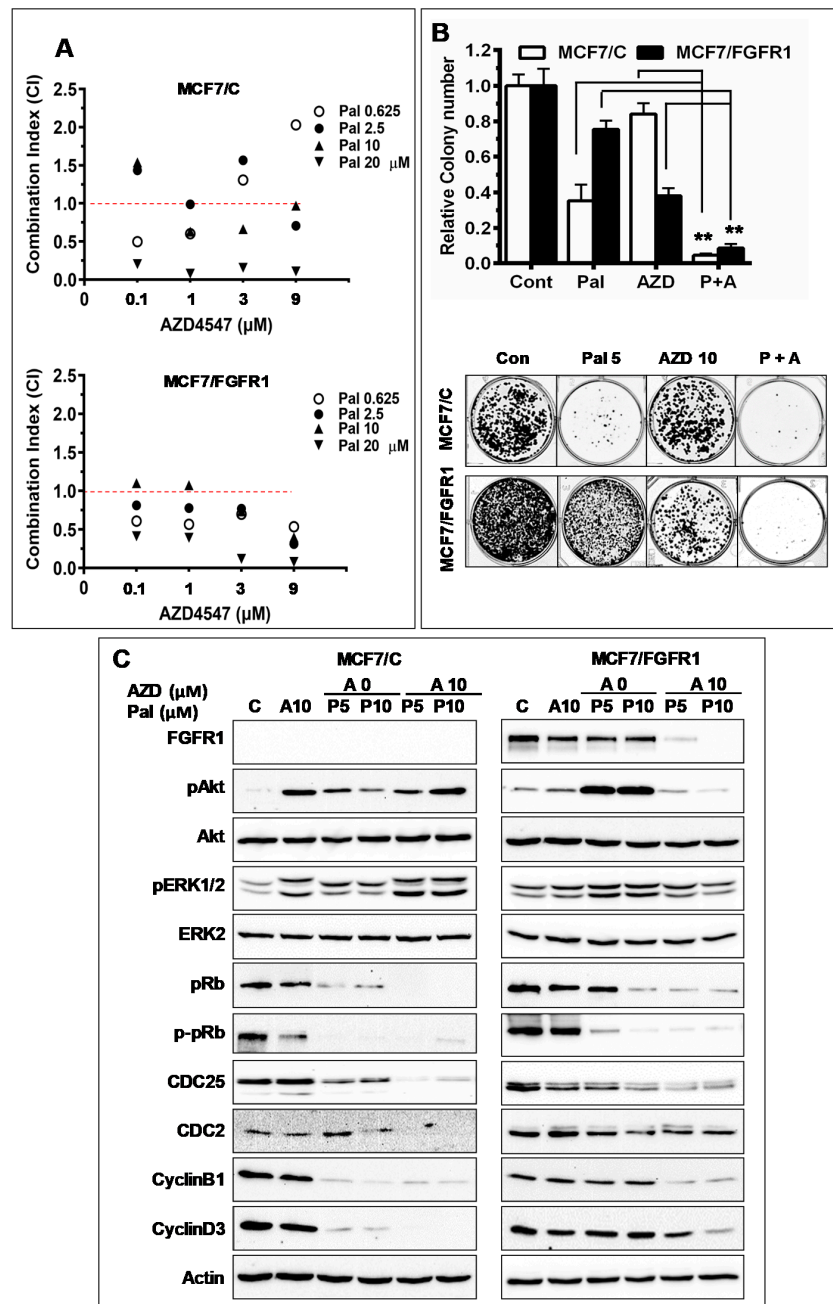 A
MCF7/C
Combination Index (CI)
2.5
2.0
1.5
1.0
0.5
0.0
Pal 0.625
Pal 2.5
Pal 10
Pal 20 μM
0 0.1 1 3 9
AZD4547 (μM)
MCF7/FGFR1
Combination Index (CI)
2.5
2.0
1.5
1.0
0.5
0.0
Pal 0.625
Pal 2.5
Pal 10
Pal 20 μM
0 0.1 1 3 9
AZD4547 (μM)
B
MCF7/C MCF7/FGFR1
Relative Colony number
1.2
1.0
0.8
0.6
0.4
0.2
0.0
** **
Cont Pal AZD P+A
Con Pal 5 AZD 10 P + A
MCF7/C
MCF7/FGFR1
C
MCF7/C MCF7/FGFR1
AZD (μM) A 0 A 10 A 0 A 10
Pal (μM) C A10 P5 P10 P5 P10 C A10 P5 P10 P5 P10
FGFR1
pAkt
Akt
pERK1/2
ERK2
pRb
p-pRb
CDC25
CDC2
CyclinB1
CyclinD3
Actin